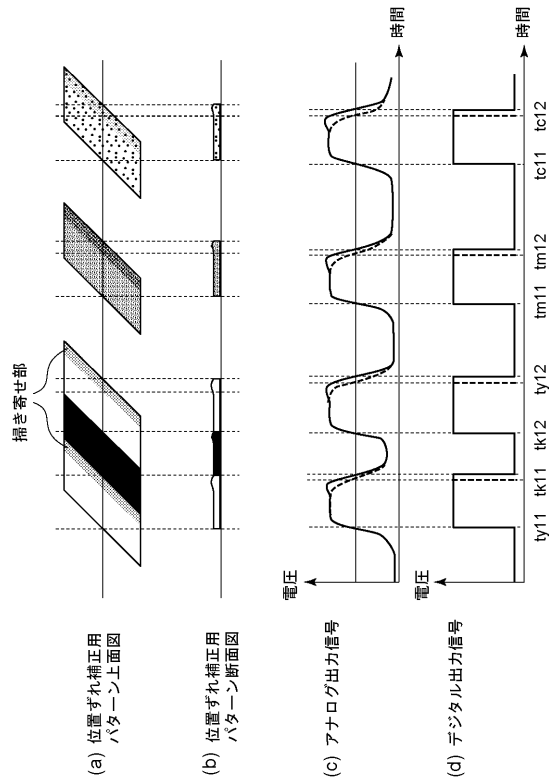 掃き寄せ部
(a) 位置ずれ補正用
パターン上面図
(b) 位置ずれ補正用
パターン断面図
(c) アナログ出力信号
電圧
時間
(d) デジタル出力信号
電圧
時間
ty11 tk11 tk12 ty12 tm11 tm12 tc11 tc12